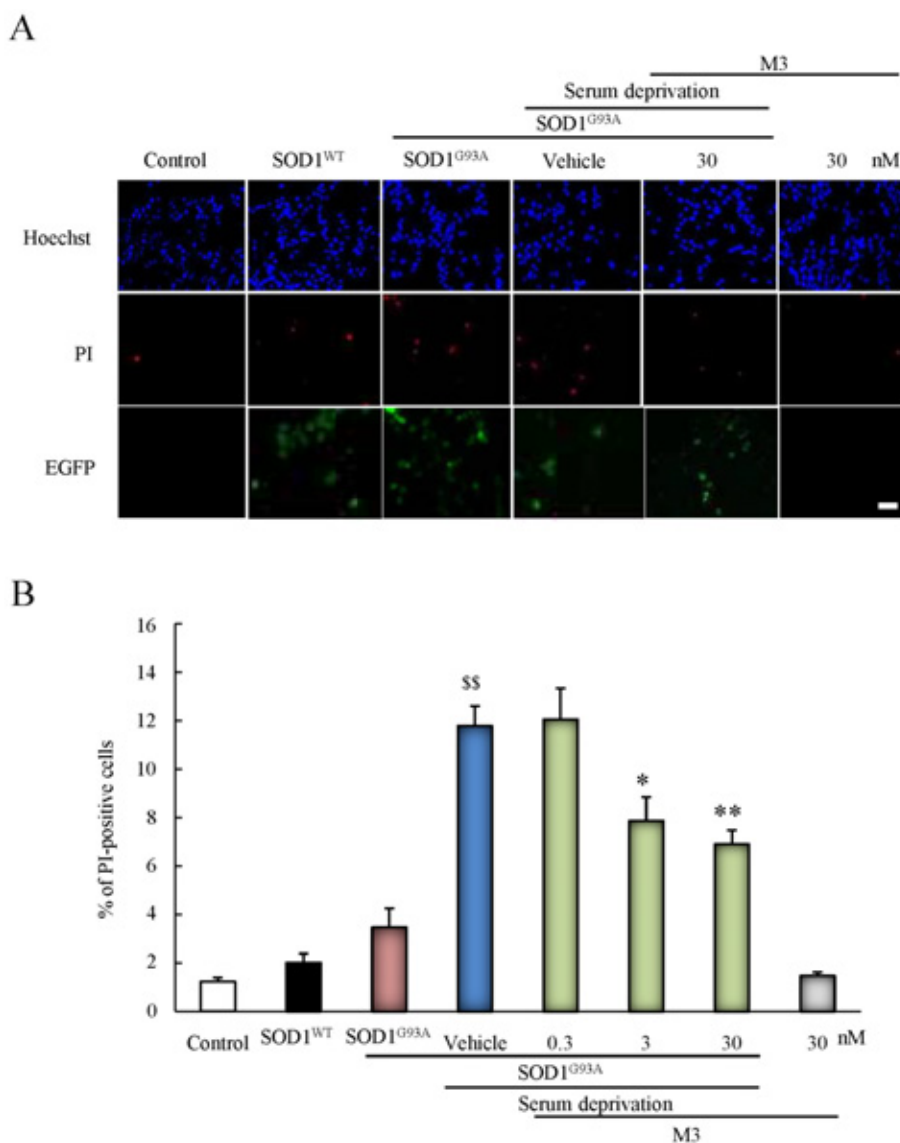 A
M3
Serum deprivation
SOD1G93A
Control SOD1WT SOD1G93A Vehicle 30 30 nM
Hoechst
PI
EGFP
B
16
14
12
10
8
6
4
2
0
% of PI-positive cells
$$
*
**
Control SOD1WT SOD1G93A Vehicle 0.3 3 30 30 nM
SOD1G93A
Serum deprivation
M3